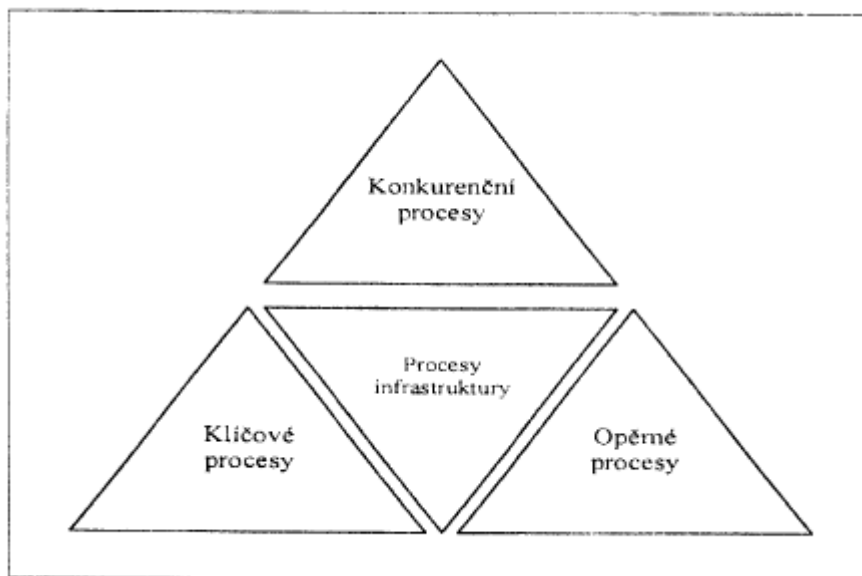 Konkurenční
procesy
Procesy
infrastruktury
Klíčové
procesy
Opěrné
procesy